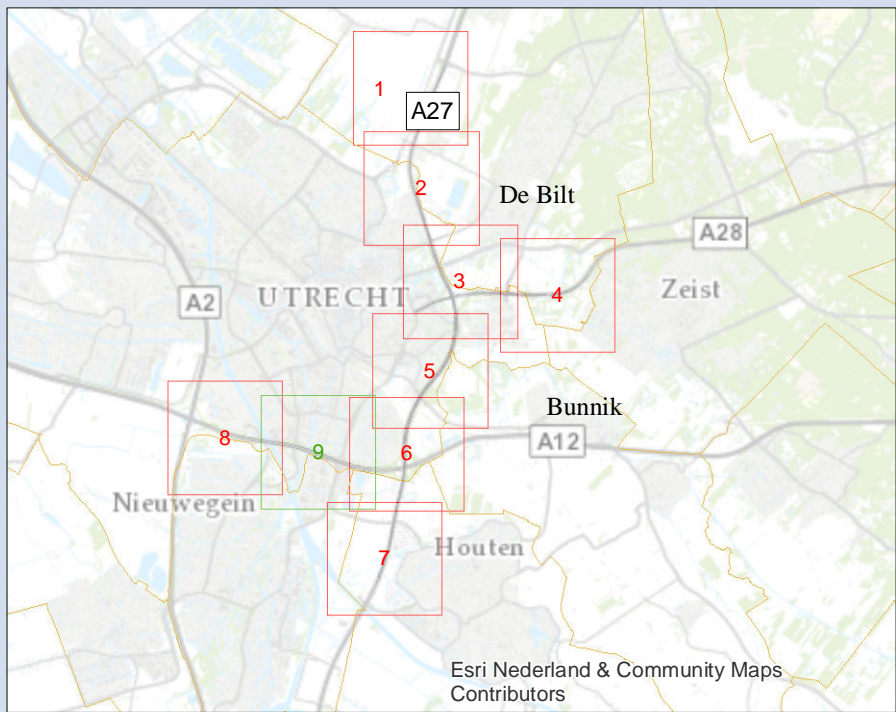 1
A27
2
De Bilt
A28
3
4
Zeist
UTRECHT
A2
5
Bunnik
8
9
6
A12
Nieuwegein
Houten
7
Esri Nederland & Community Maps
Contributors